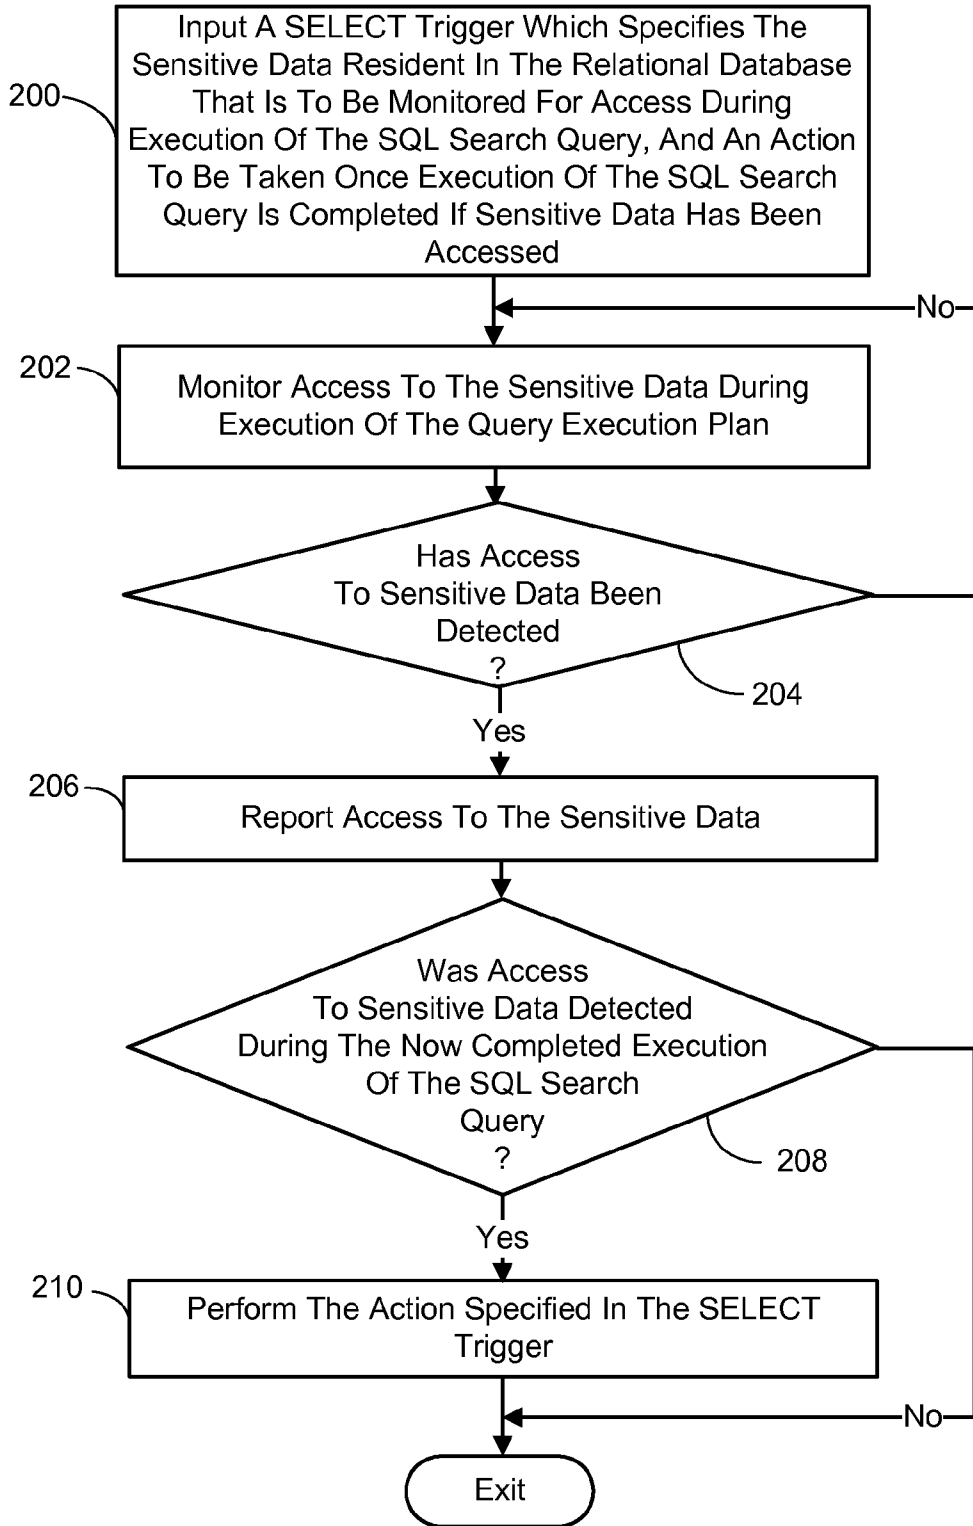 Input A SELECT Trigger Which Specifies The
Sensitive Data Resident In The Relational Database
That Is To Be Monitored For Access During
Execution Of The SQL Search Query, And An Action
To Be Taken Once Execution Of The SQL Search
Query Is Completed If Sensitive Data Has Been
Accessed
200
No
202
Monitor Access To The Sensitive Data During
Execution Of The Query Execution Plan
Has Access
To Sensitive Data Been
Detected
?
204
Yes
206
Report Access To The Sensitive Data
Was Access
To Sensitive Data Detected
During The Now Completed Execution
Of The SQL Search
Query
?
208
Yes
210
Perform The Action Specified In The SELECT
Trigger
No
Exit